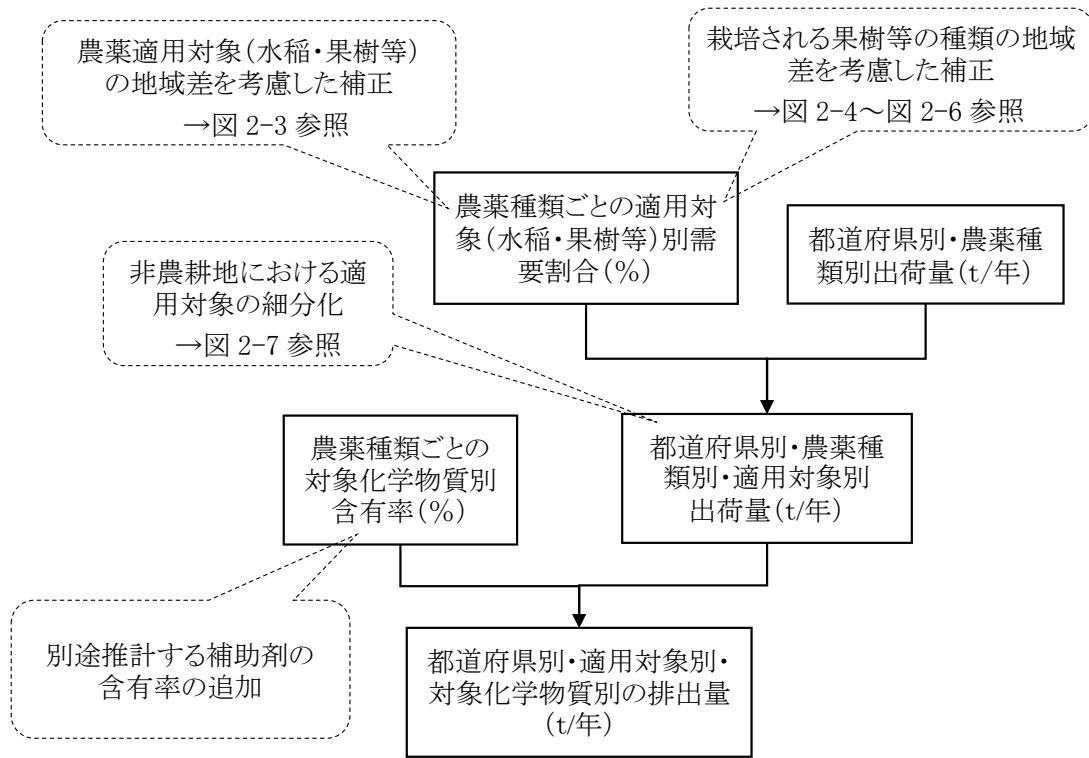 農薬適用対象(水稲・果樹等)
の地域差を考慮した補正
→図 2-3 参照
栽培される果樹等の種類の地域
差を考慮した補正
→図 2-4～図 2-6 参照
農薬種類ごとの適用対
象(水稲・果樹等)別需
要割合(%)
都道府県別・農薬種
類別出荷量(t/年)
非農耕地における適
用対象の細分化
→図 2-7 参照
農薬種類ごとの
対象化学物質別
含有率(%)
都道府県別・農薬種
類別・適用対象別
出荷量(t/年)
別途推計する補助剤の
含有率の追加
都道府県別・適用対象別・
対象化学物質別の排出量
(t/年)